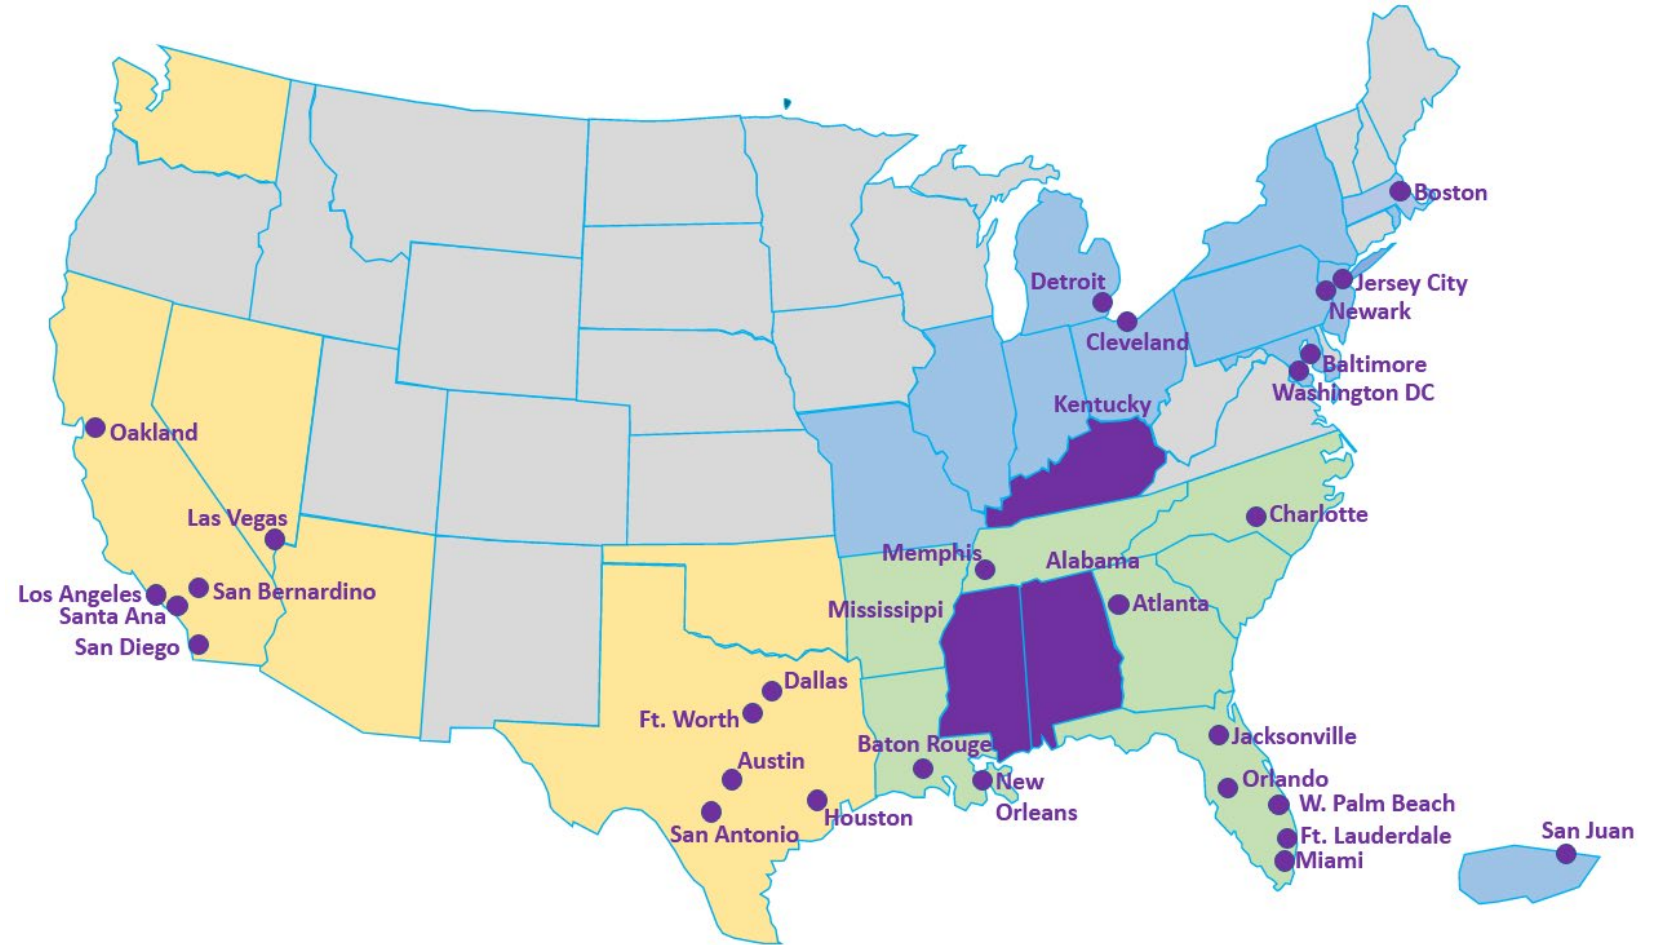 Boston
Detroit
Jersey City
Newark
Cleveland
Baltimore
Washington DC
Kentucky
Oakland
Las Vegas
Charlotte
Memphis
Alabama
Los Angeles
San Bernardino
Santa Ana
Mississippi
Atlanta
San Diego
Dallas
Ft. Worth
Baton Rouge
Jacksonville
Austin
New
Orleans
Orlando
W. Palm Beach
Houston
San Antonio
Ft. Lauderdale
San Juan
Miami